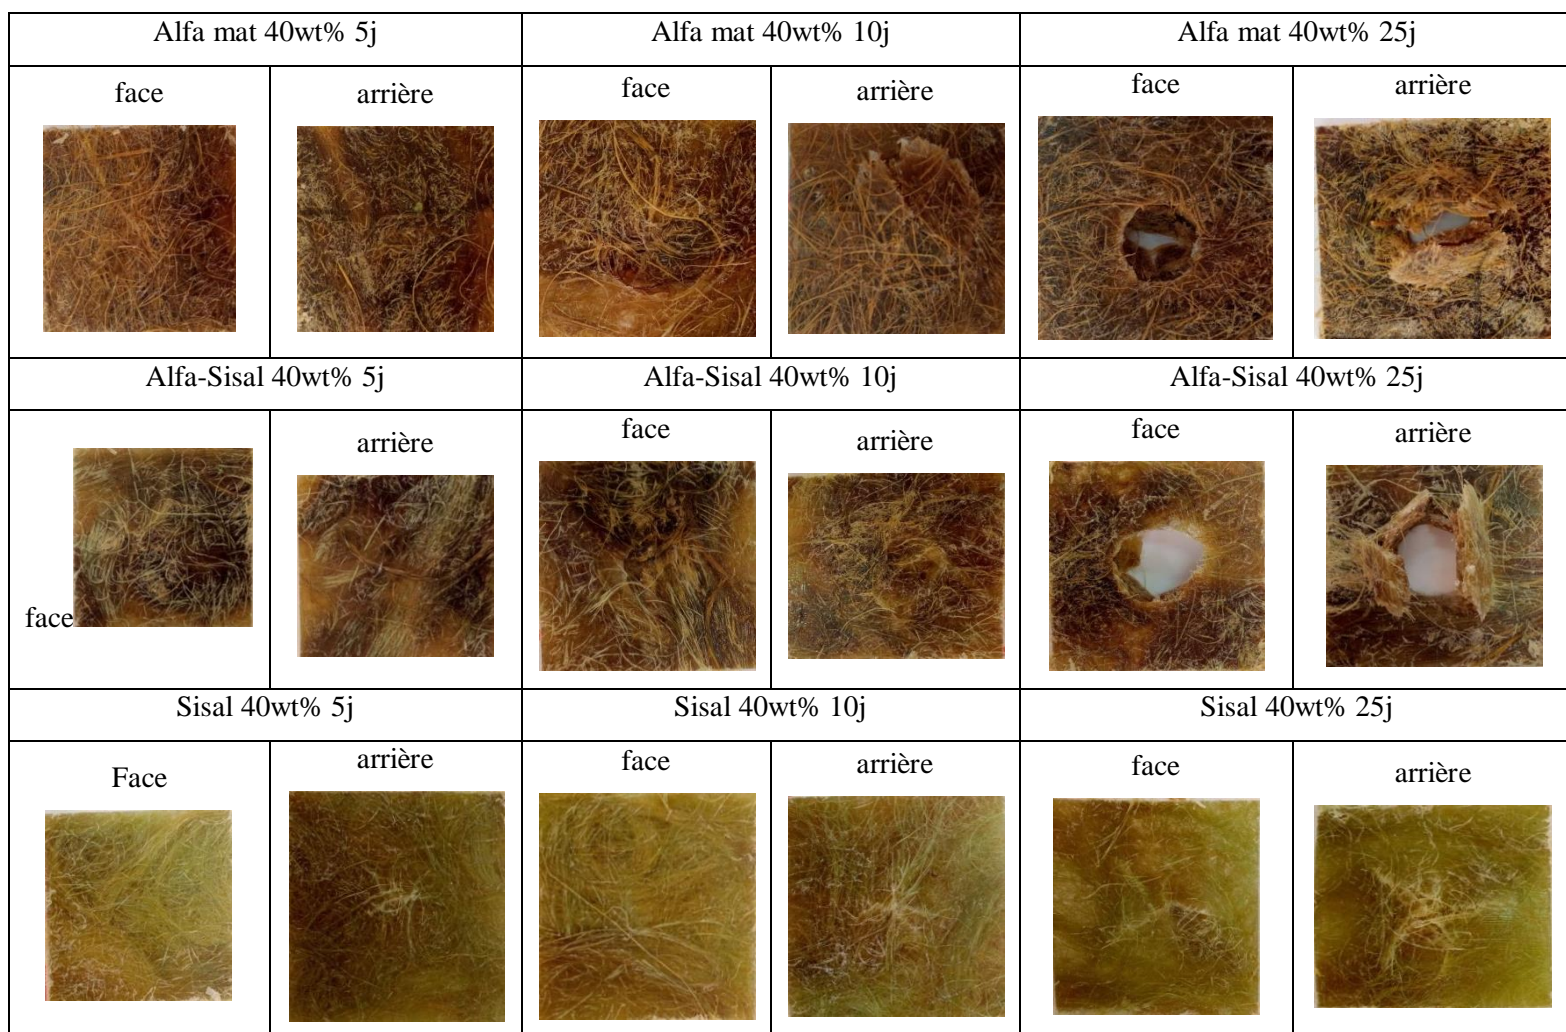 Alfa mat 40wt% 5j
Alfa mat 40wt% 10j
Alfa mat 40wt% 25j
face
arrière
face
arrière
face
arrière
Alfa-Sisal 40wt% 5j
Alfa-Sisal 40wt% 10j
Alfa-Sisal 40wt% 25j
face
arrière
face
arrière
face
arrière
Sisal 40wt% 5j
Sisal 40wt% 10j
Sisal 40wt% 25j
Face
arrière
face
arrière
face
arrière